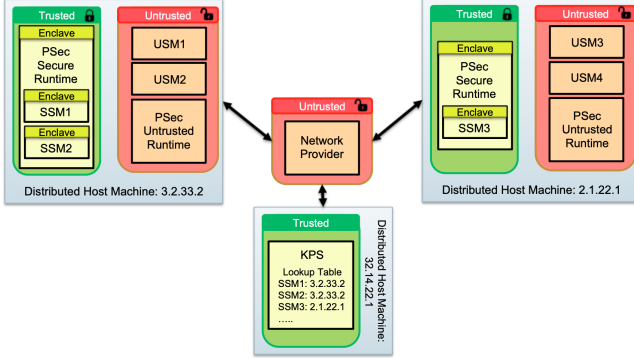 Trusted
Enclave
PSec
Secure
Runtime
Enclave
SSM1
Enclave
SSM2
Untrusted
USM1
USM2
PSec
Untrusted
Runtime
Distributed Host Machine: 3.2.33.2
Untrusted
Network
Provider
Trusted
Enclave
PSec
Secure
Runtime
Enclave
SSM3
Untrusted
USM3
USM4
PSec
Untrusted
Runtime
Distributed Host Machine: 2.1.22.1
Trusted
KPS
Lookup Table
SSM1: 3.2.33.2
SSM2: 3.2.33.2
SSM3: 2.1.22.1
.....
Distributed Host Machine:
32.14.22.1